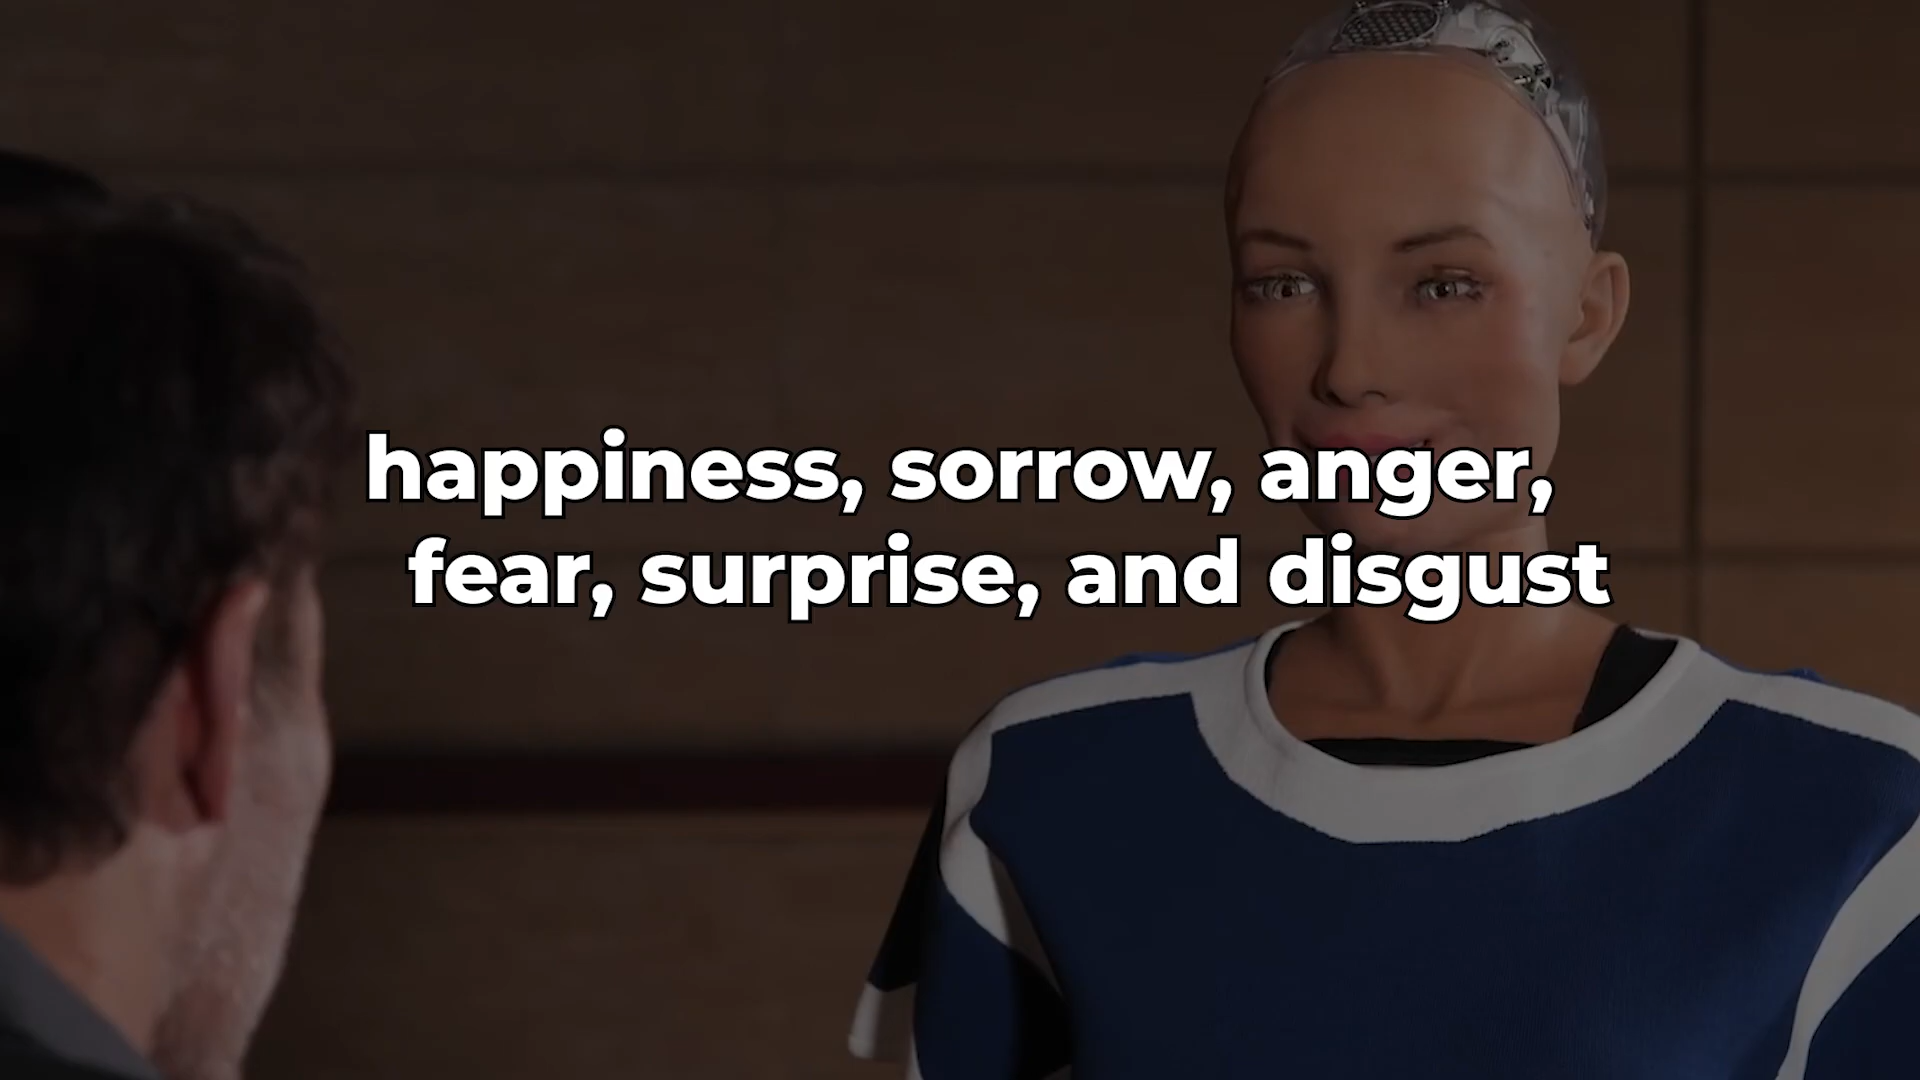 happiness, sorrow, anger,
fear, surprise, and disgust